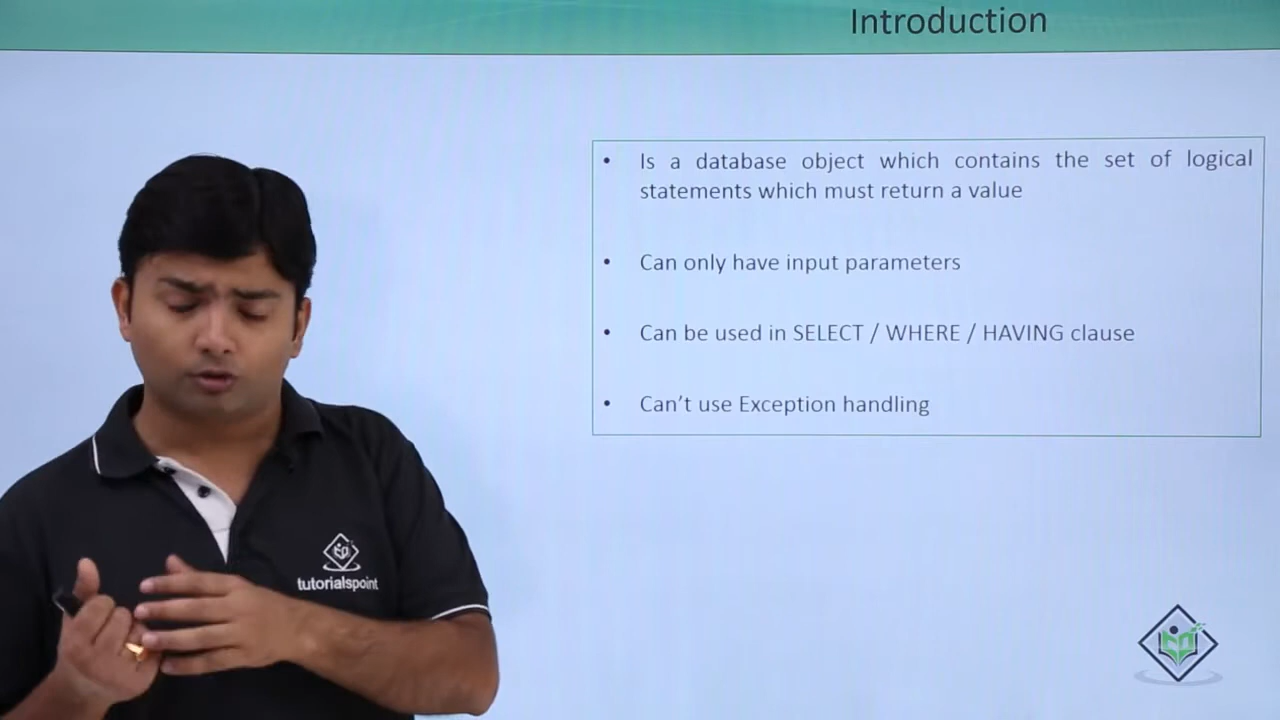 Introduction
• Is a database object which contains the set of logical
statements which must return a value
• Can only have input parameters
• Can be used in SELECT / WHERE / HAVING clause
• Can't use Exception handling
tutorialspoint